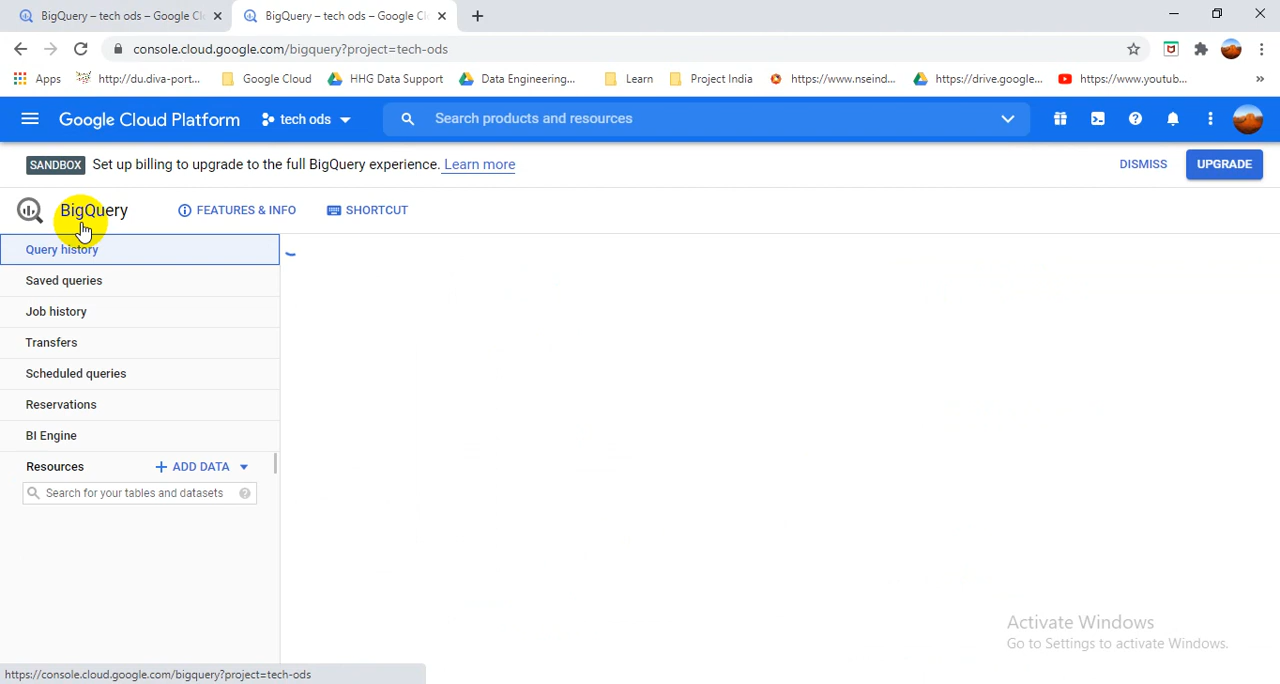 BigQuery – tech ods – Google Cl
BigQuery – tech ods – Google Cl
console.cloud.google.com/bigquery?project=tech-ods
Apps
http://du.diva-port...
Google Cloud
HHG Data Support
Data Engineering...
Learn
Project India
https://www.nseind...
https://drive.google...
https://www.youtub...
Google Cloud Platform
tech ods
Search products and resources
SANDBOX Set up billing to upgrade to the full BigQuery experience. Learn more
DISMISS
UPGRADE
BigQuery
FEATURES & INFO
SHORTCUT
Query history
Saved queries
Job history
Transfers
Scheduled queries
Reservations
BI Engine
Resources
ADD DATA
Search for your tables and datasets
Activate Windows
Go to Settings to activate Windows.
https://console.cloud.google.com/bigquery?project=tech-ods